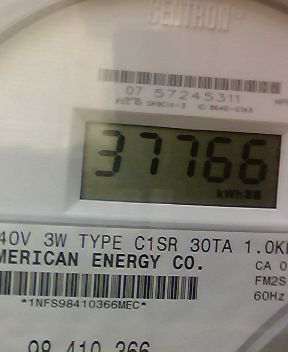 CENTRON®
07 57245311
37766
kWh
40V 3W TYPE C1SR 30TA 1.0K
MERICAN ENERGY CO.
CA 0
FM2S
*1NFS98410366MEC*
60Hz
98 410 366